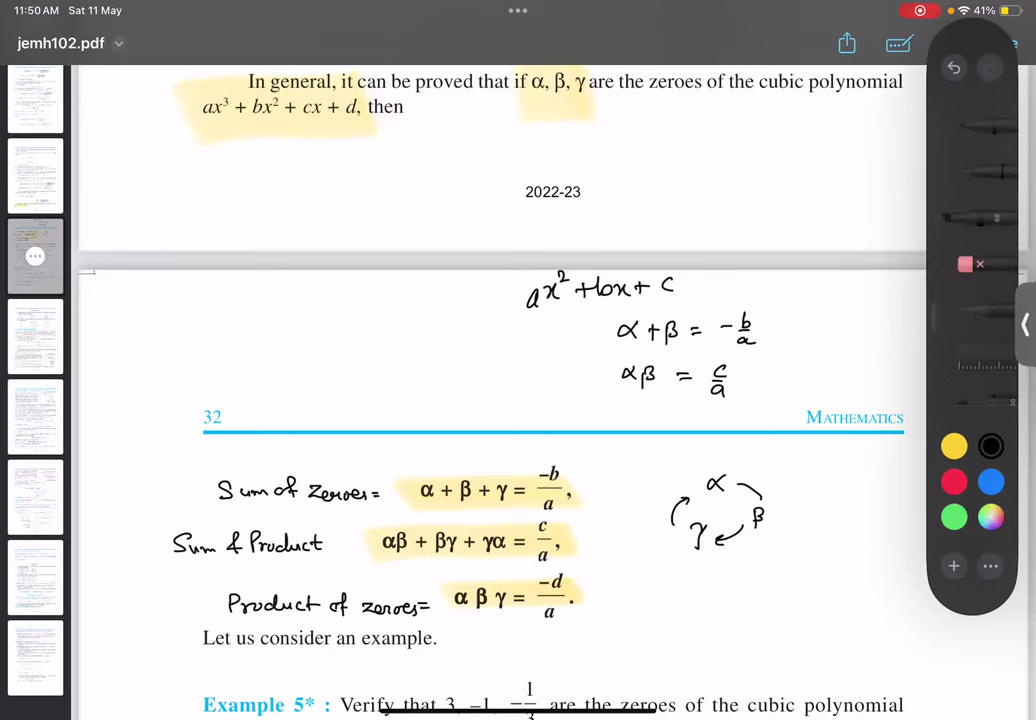 11:50 AM Sat 11 May
41%
jemh102.pdf
In general, it can be proved that if α, β, γ are the zeroes of the cubic polynomial
ax³ + bx² + cx + d, then
2022-23
ax² + bx + c
α + β = -b/a
αβ = c/a
32 MATHEMATICS
Sum of zeroes = α + β + γ = –b/a,
Sum & Product αβ + βγ + γα = c/a,
Product of zeroes = α β γ = –d/a.
α
β
γ
Let us consider an example.
Example 5* : Verify that 3, –1, –1/3 are the zeroes of the cubic polynomial